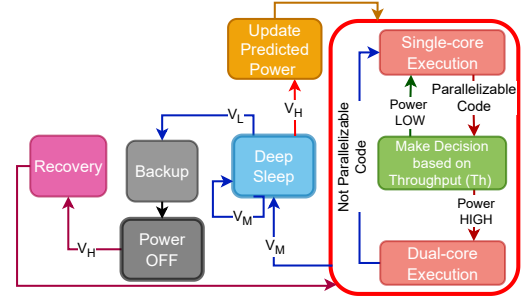 Update
Predicted
Power
Single-core
Execution
Parallelizable
Code
Power
LOW
Not Parallelizable
Code
Make Decision
based on
Throughput (Th)
Power
HIGH
Dual-core
Execution
V_H
V_L
Deep
Sleep
V_M
V_M
Recovery
Backup
Power
OFF
V_H